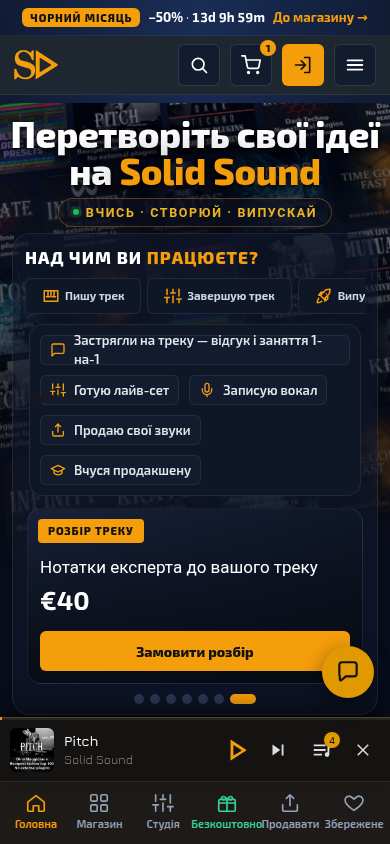 ЧОРНИЙ МІСЯЦЬ −50% · 13d 9h 59m До магазину →
1
Перетворіть свої ідеї
на Solid Sound
ВЧИСЬ · СТВОРЮЙ · ВИПУСКАЙ
НАД ЧИМ ВИ ПРАЦЮЄТЕ?
Пишу трек Завершую трек Випу
Застрягли на треку — відгук і заняття 1-
на-1
Готую лайв-сет Записую вокал
Продаю свої звуки
Вчуся продакшену
РОЗБІР ТРЕКУ
Нотатки експерта до вашого треку
€40
Замовити розбір
PITCH
Pitch
Solid Sound
4
Головна Магазин Студія Безкоштовно Продавати Збережене